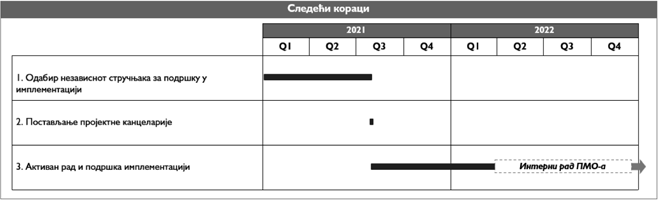 Следећи кораци
2021 2022
Q1 Q2 Q3 Q4 Q1 Q2 Q3 Q4
1. Одабир независног стручњака за подршку у
имплементацији
2. Постављање пројектне канцеларије
3. Активан рад и подршка имплементацији
Интерни рад ПМО-а